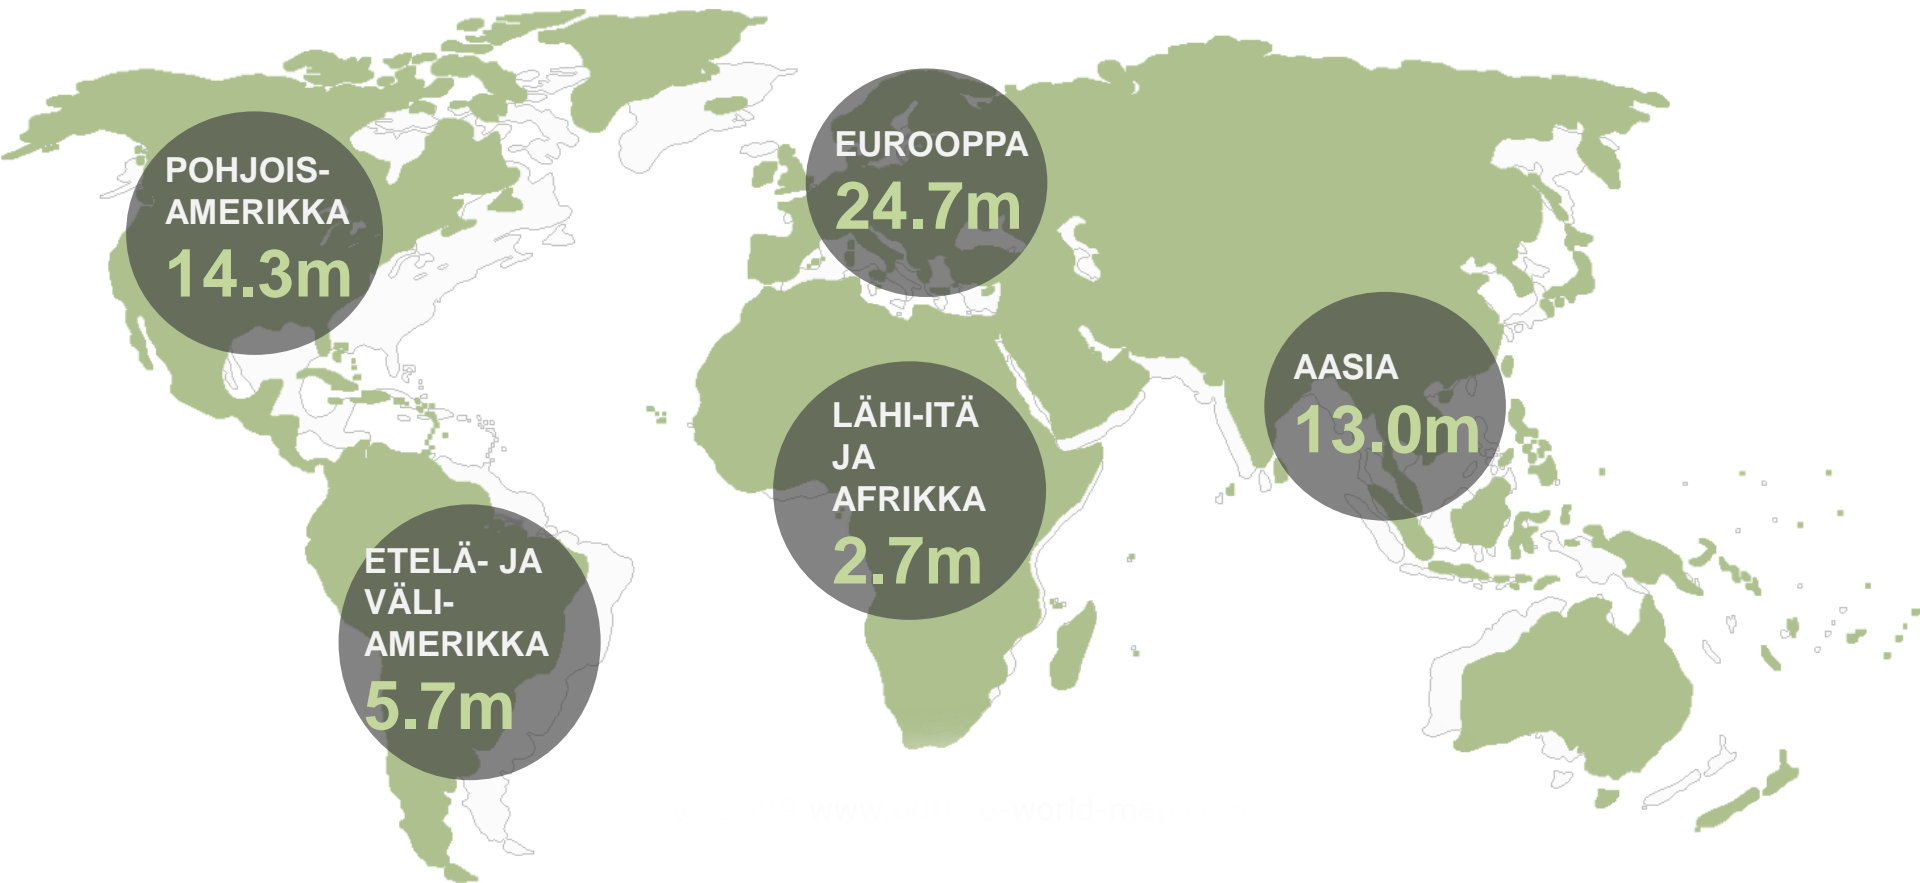 POHJOIS-
AMERIKKA
14.3m
EUROOPPA
24.7m
AASIA
13.0m
LÄHI-ITÄ
JA
AFRIKKA
2.7m
ETELÄ- JA
VÄLI-
AMERIKKA
5.7m